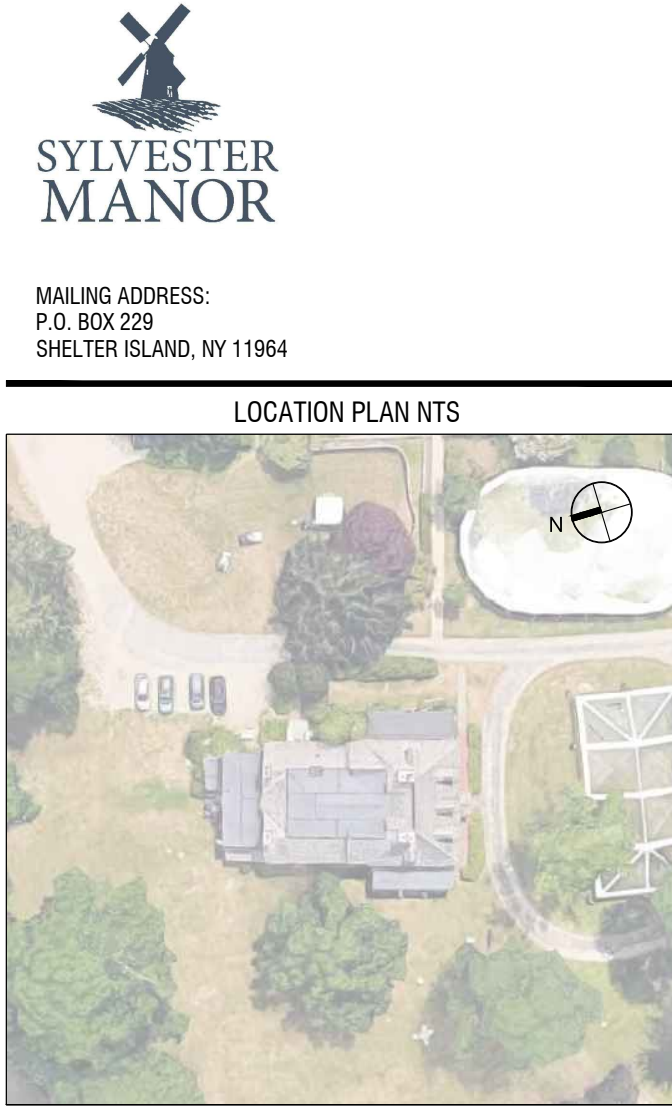 SYLVESTER
MANOR
MAILING ADDRESS:
P.O. BOX 229
SHELTER ISLAND, NY 11964
LOCATION PLAN NTS
N